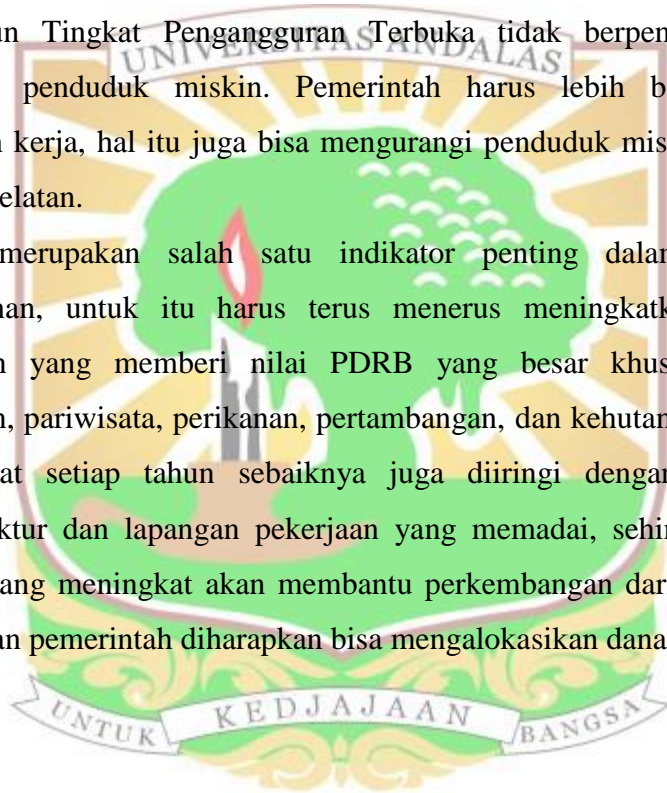 un Tingkat Pengangguran Terbuka tidak berpen
UNIVERSITAS ANDALAS
penduduk miskin. Pemerintah harus lebih b
n kerja, hal itu juga bisa mengurangi penduduk mis
elatan.
merupakan salah satu indikator penting dalar
nan, untuk itu harus terus menerus meningkatk
n yang memberi nilai PDRB yang besar khus
n, pariwisata, perikanan, pertambangan, dan kehutan
at setiap tahun sebaiknya juga diiringi dengan
ktur dan lapangan pekerjaan yang memadai, sehin
ang meningkat akan membantu perkembangan dar
an pemerintah diharapkan bisa mengalokasikan dana
UNTUK KEDJAJAAN BANGSA